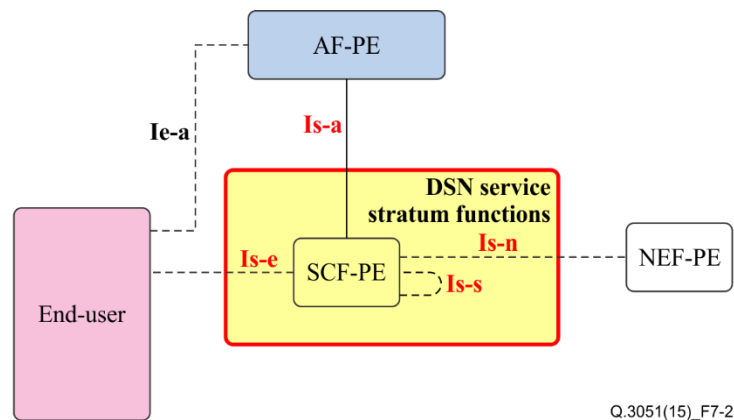 AF-PE
Ie-a
Is-a
DSN service
stratum functions
Is-n
Is-e
SCF-PE
Is-s
NEF-PE
End-user
Q.3051(15)_F7-2